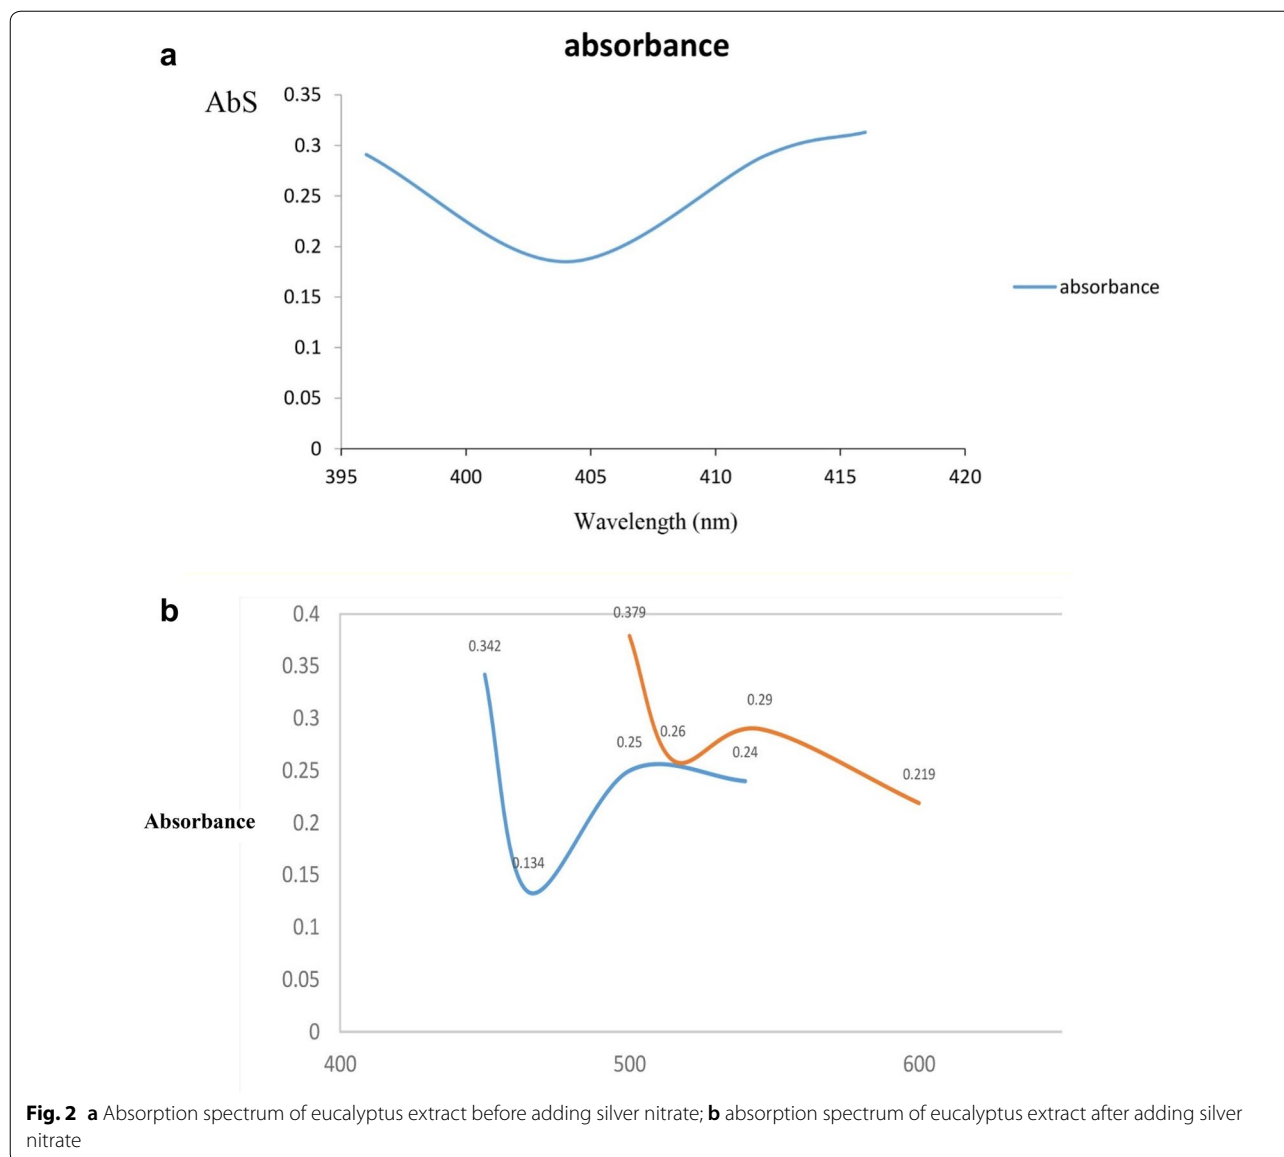 a
absorbance
AbS
0.35
0.3
0.25
0.2
0.15
0.1
0.05
0
395 400 405 410 415 420
Wavelength (nm)
absorbance
b
Absorbance
0.4
0.35
0.3
0.25
0.2
0.15
0.1
0.05
0
400 500 600
0.342
0.134
0.25
0.24
0.379
0.26
0.29
0.219
Fig. 2 a Absorption spectrum of eucalyptus extract before adding silver nitrate; b absorption spectrum of eucalyptus extract after adding silver
nitrate